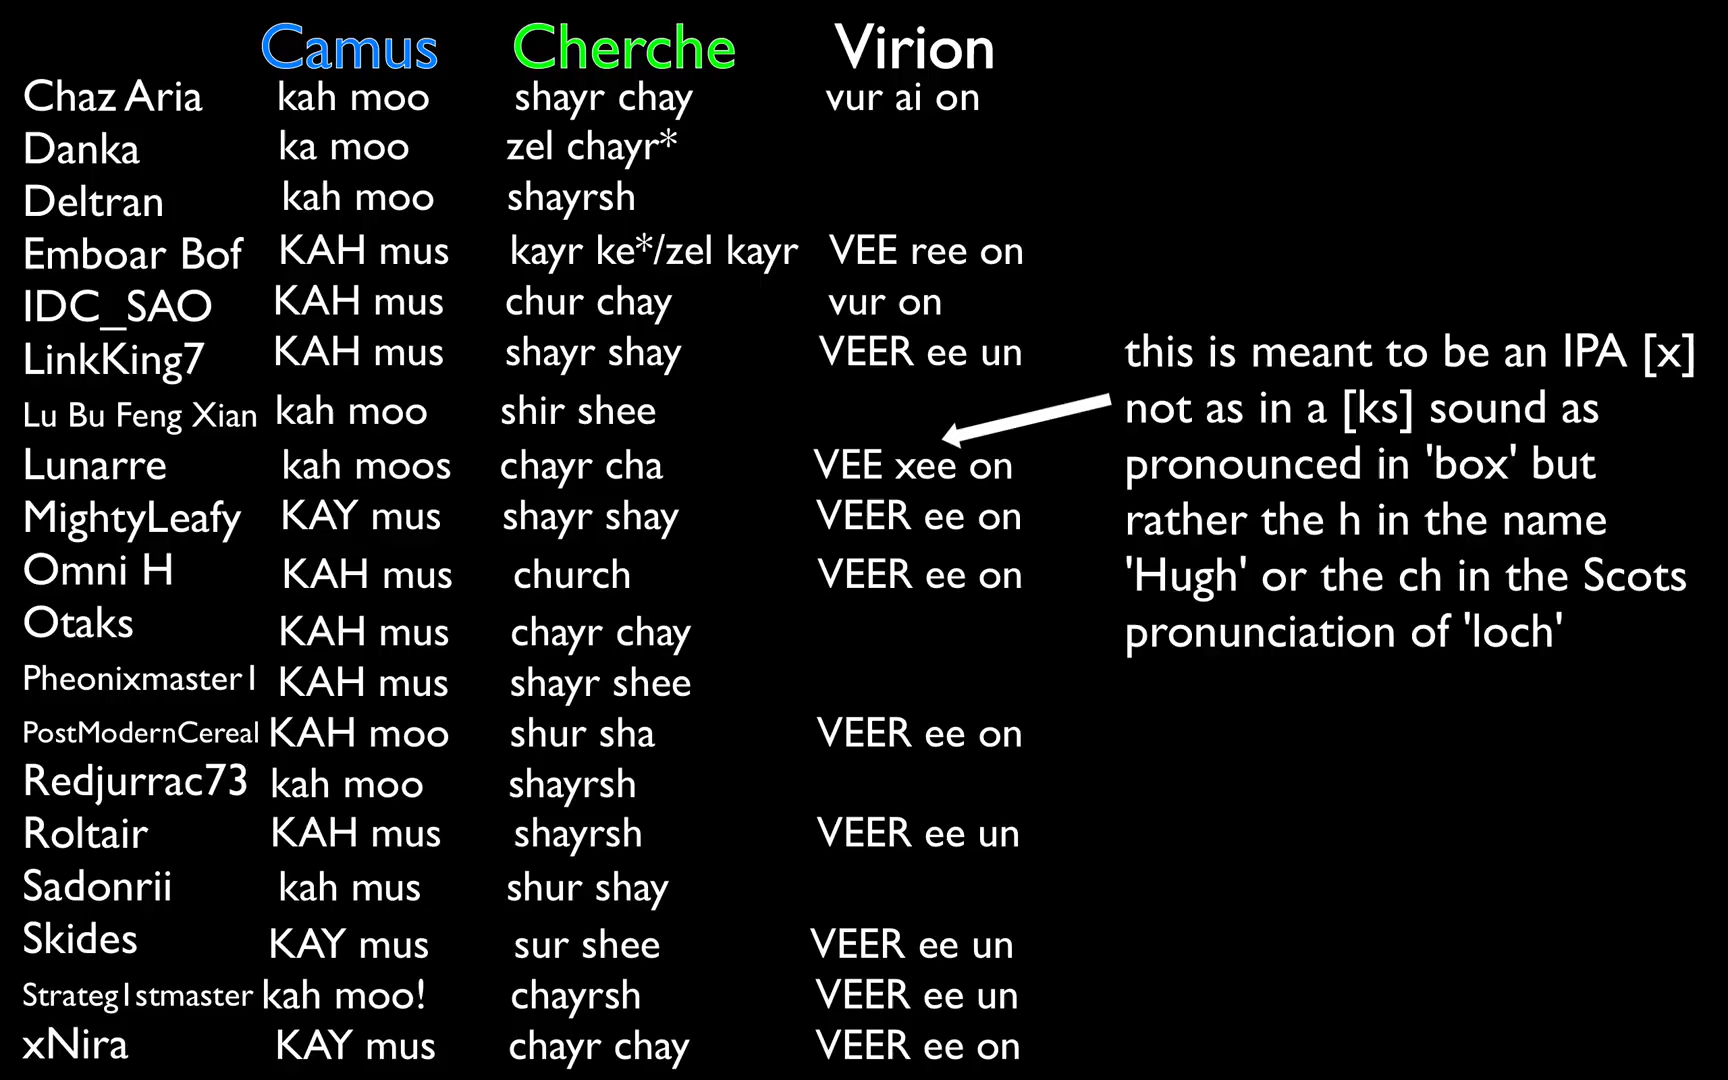 Camus Cherche Virion
Chaz Aria kah moo shayr chay vur ai on
Danka ka moo zel chayr*
Deltran kah moo shayrsh
Emboar Bof KAH mus kayr ke*/zel kayr VEE ree on
IDC_SAO KAH mus chur chay vur on
LinkKing7 KAH mus shayr shay VEER ee un
this is meant to be an IPA [x]
Lu Bu Feng Xian kah moo shir shee
not as in a [ks] sound as
Lunarre kah moos chayr cha VEE xee on
pronounced in 'box' but
MightyLeafy KAY mus shayr shay VEER ee on
rather the h in the name
Omni H KAH mus church VEER ee on
'Hugh' or the ch in the Scots
Otaks KAH mus chayr chay
pronunciation of 'loch'
Pheonixmaster1 KAH mus shayr shee
PostModernCereal KAH moo shur sha VEER ee on
Redjurrac73 kah moo shayrsh
Roltair KAH mus shayrsh VEER ee un
Sadonrii kah mus shur shay
Skides KAY mus sur shee VEER ee un
Strateg1stmaster kah moo! chayrsh VEER ee un
xNira KAY mus chayr chay VEER ee on